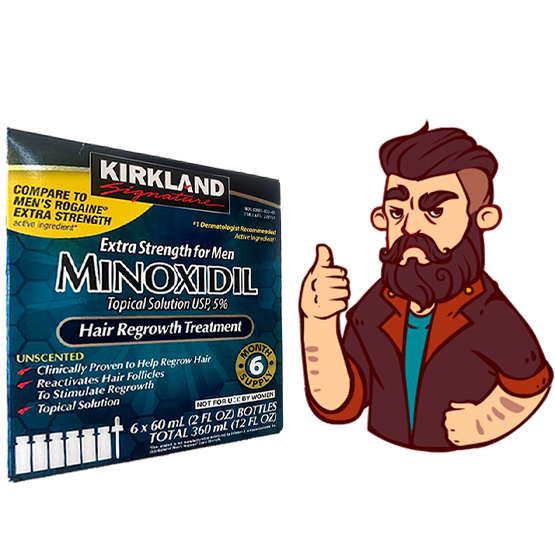 KIRKLAND
Signature
COMPARE TO
MEN'S ROGAINE®
EXTRA STRENGTH
active ingredient*
#1 Dermatologist Recommended
Active Ingredient†
Extra Strength for Men
MINOXIDIL
Topical Solution USP, 5%
Hair Regrowth Treatment
UNSCENTED
Clinically Proven to Help Regrow Hair
Reactivates Hair Follicles
To Stimulate Regrowth
Topical Solution
MONTH
6
SUPPLY
NOT FOR USE BY WOMEN
6 x 60 mL (2 FL OZ) BOTTLES
TOTAL 360 mL (12 FL OZ)